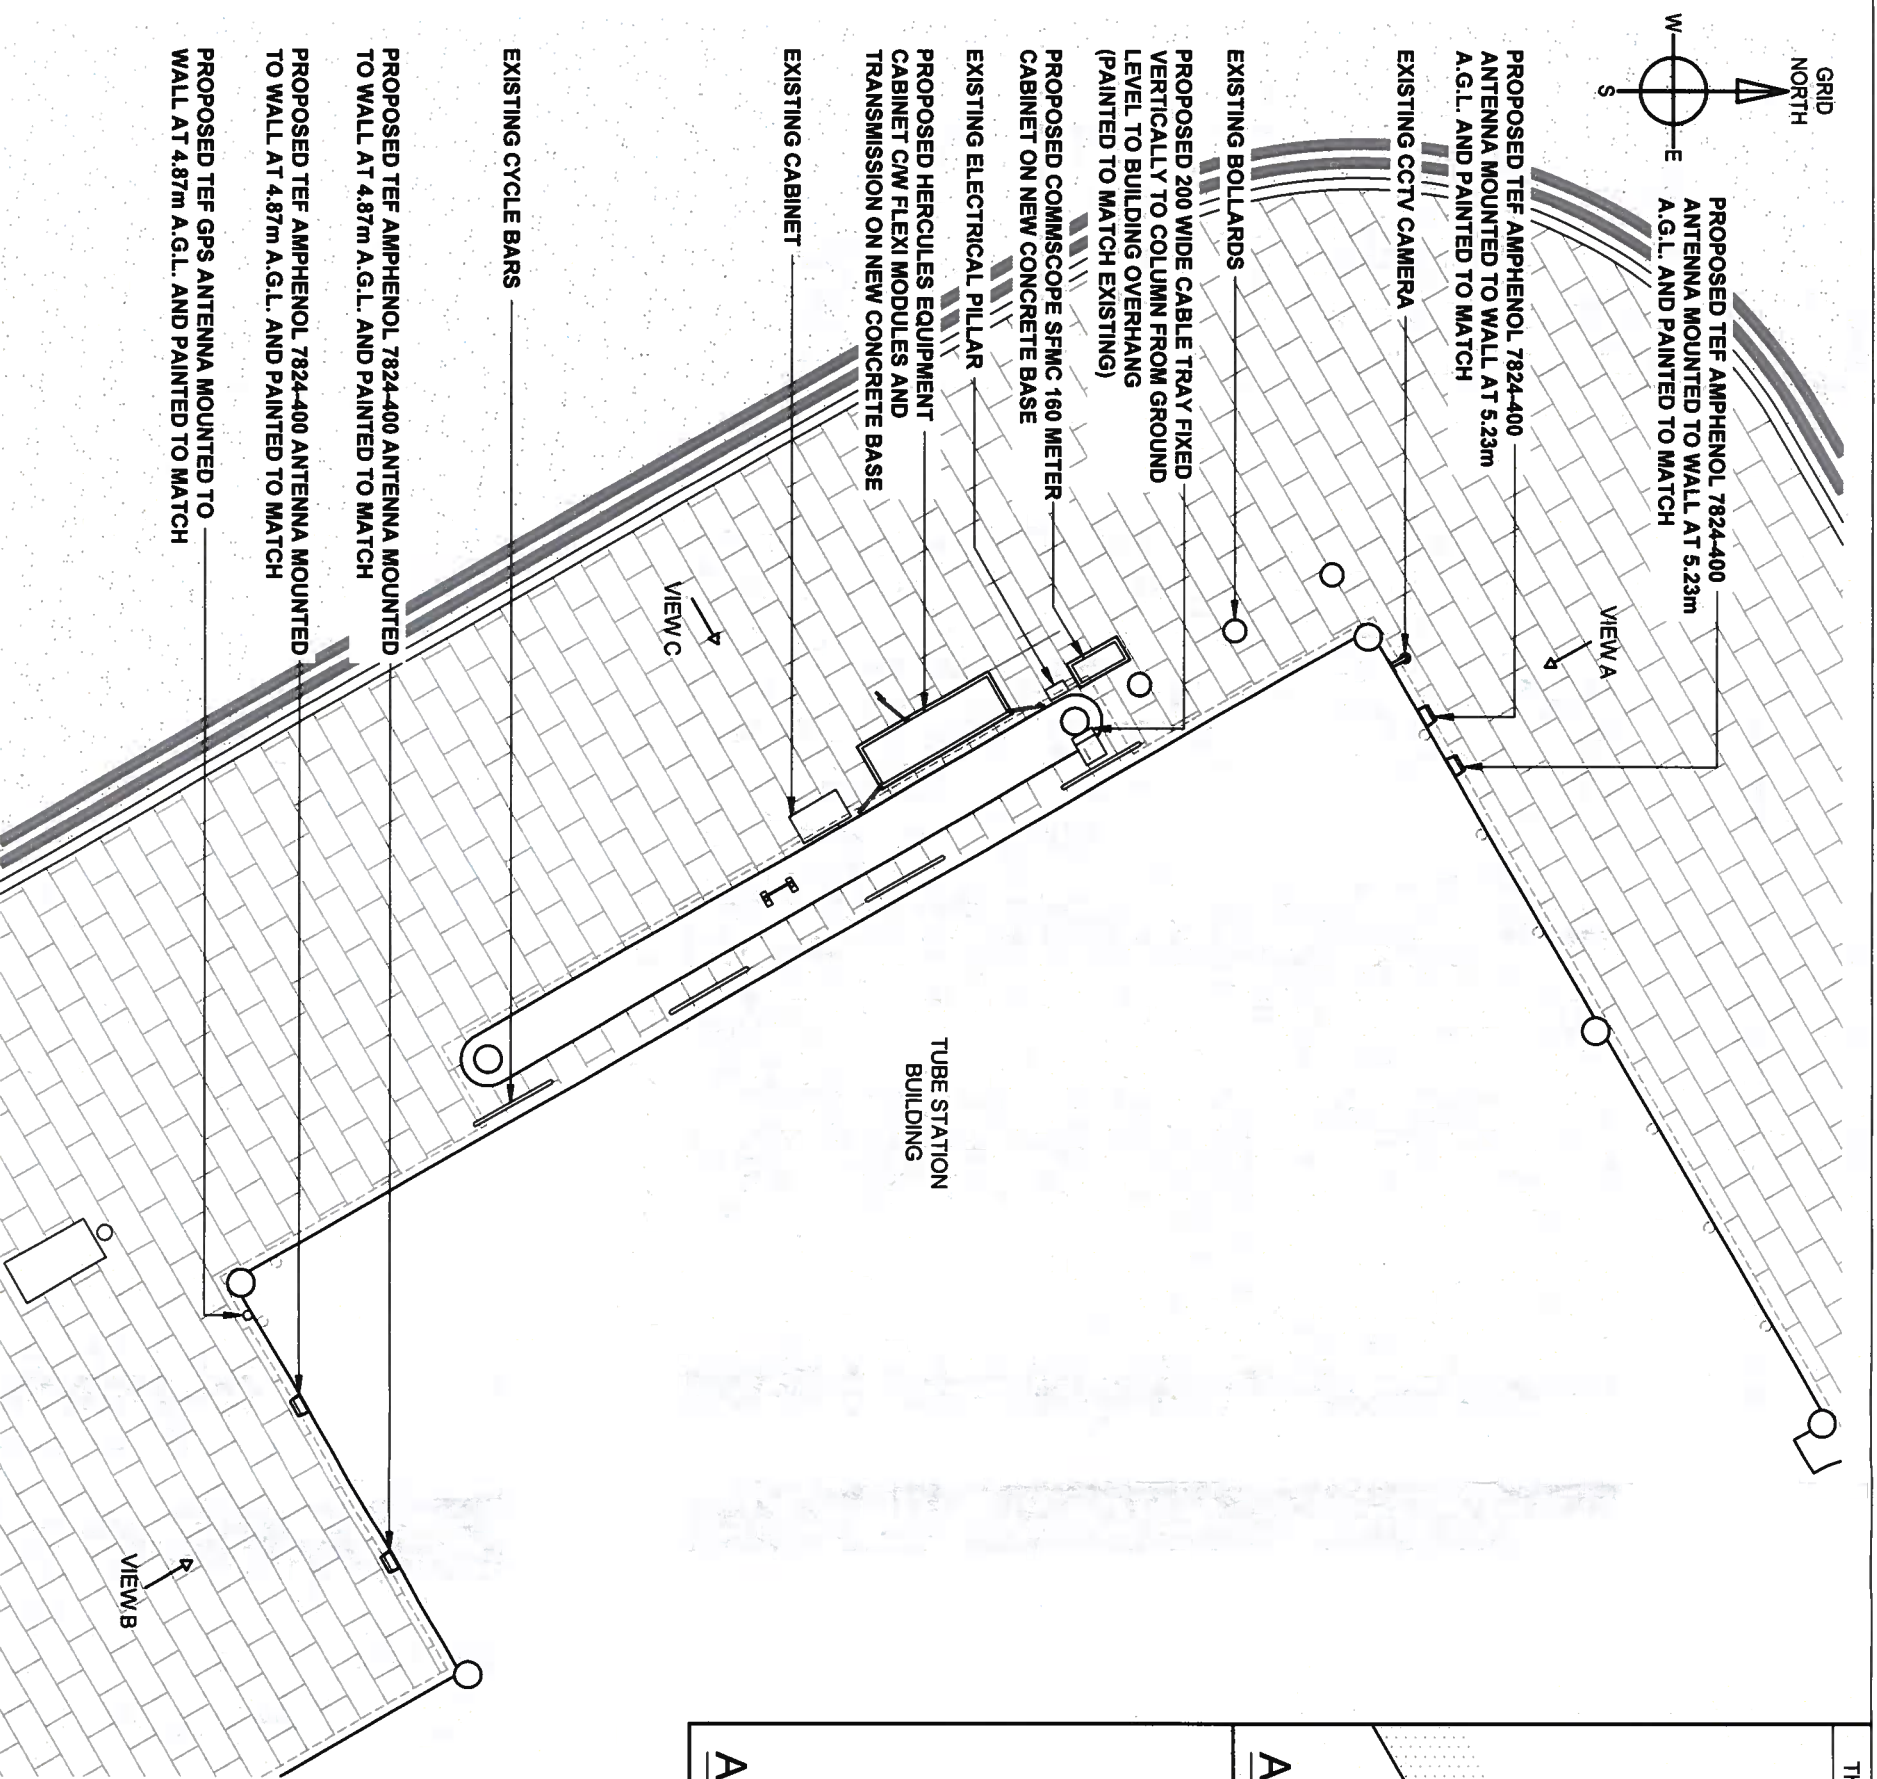 GRID
NORTH
W
E
S
PROPOSED TEF AMPHENOL 7824-400
ANTENNA MOUNTED TO WALL AT 5.23m
A.G.L. AND PAINTED TO MATCH
PROPOSED TEF AMPHENOL 7824-400
ANTENNA MOUNTED TO WALL AT 5.23m
A.G.L. AND PAINTED TO MATCH
EXISTING CCTV CAMERA
EXISTING BOLLARDS
PROPOSED 200 WIDE CABLE TRAY FIXED
VERTICALLY TO COLUMN FROM GROUND
LEVEL TO BUILDING OVERHANG
(PAINTED TO MATCH EXISTING)
PROPOSED COMMSCOPE SFMC 160 METER
CABINET ON NEW CONCRETE BASE
EXISTING ELECTRICAL PILLAR
PROPOSED HERCULES EQUIPMENT
CABINET C/W FLEXI MODULES AND
TRANSMISSION ON NEW CONCRETE BASE
EXISTING CABINET
EXISTING CYCLE BARS
PROPOSED TEF AMPHENOL 7824-400 ANTENNA MOUNTED
TO WALL AT 4.87m A.G.L. AND PAINTED TO MATCH
PROPOSED TEF AMPHENOL 7824-400 ANTENNA MOUNTED
TO WALL AT 4.87m A.G.L. AND PAINTED TO MATCH
PROPOSED TEF GPS ANTENNA MOUNTED TO
WALL AT 4.87m A.G.L. AND PAINTED TO MATCH
VIEW A
VIEW C
TUBE STATION
BUILDING
VIEW B
A
A